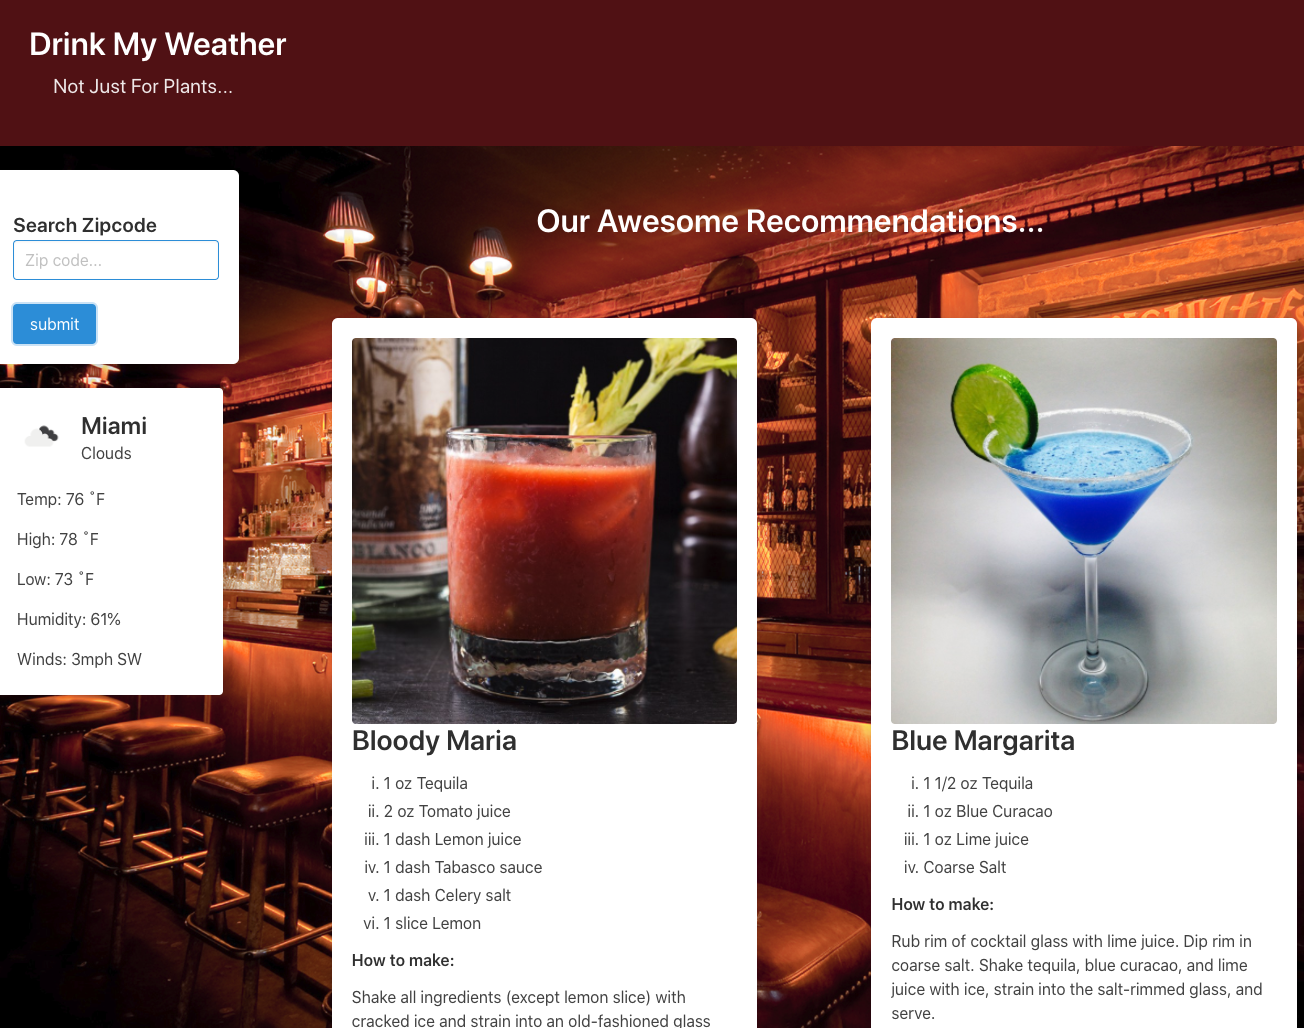 Drink My Weather
Not Just For Plants...
Search Zipcode
Zip code...
submit
Miami
Clouds
Temp: 76 ˚F
High: 78 ˚F
Low: 73 ˚F
Humidity: 61%
Winds: 3mph SW
Our Awesome Recommendations...
BLANCO
Bloody Maria
i. 1 oz Tequila
ii. 2 oz Tomato juice
iii. 1 dash Lemon juice
iv. 1 dash Tabasco sauce
v. 1 dash Celery salt
vi. 1 slice Lemon
How to make:
Shake all ingredients (except lemon slice) with
cracked ice and strain into an old-fashioned glass
Blue Margarita
i. 1 1/2 oz Tequila
ii. 1 oz Blue Curacao
iii. 1 oz Lime juice
iv. Coarse Salt
How to make:
Rub rim of cocktail glass with lime juice. Dip rim in
coarse salt. Shake tequila, blue curacao, and lime
juice with ice, strain into the salt-rimmed glass, and
serve.